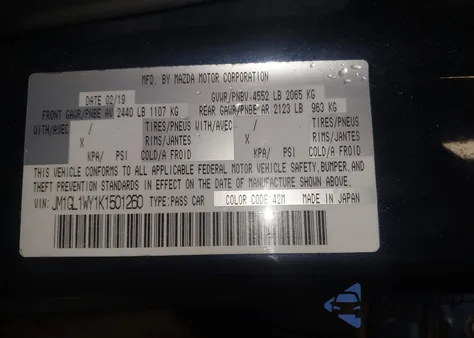 MFD. BY MAZDA MOTOR CORPORATION
DATE 02/19 GVWR/PNBV 4552 LB 2065 KG
FRONT GAWR/PNBE AV 2440 LB 1107 KG REAR GAWR/PNBE AR 2123 LB 963 KG
WITH/AVEC / TIRES/PNEUS WITH/AVEC / TIRES/PNEUS
X RIMS/JANTES X RIMS/JANTES
KPA/ PSI COLD/A FROID KPA/ PSI COLD/A FROID
THIS VEHICLE CONFORMS TO ALL APPLICABLE FEDERAL MOTOR VEHICLE SAFETY, BUMPER, AND
THEFT PREVENTION STANDARDS IN EFFECT ON THE DATE OF MANUFACTURE SHOWN ABOVE.
VIN: JM1GL1WY1K1501260 TYPE: PASS CAR COLOR CODE: 42M MADE IN JAPAN